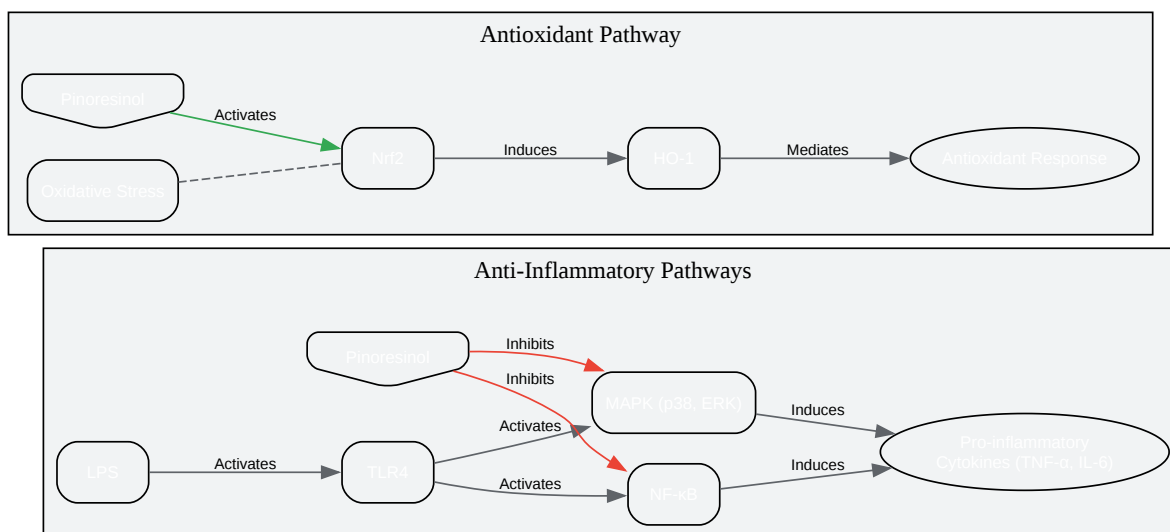 Antioxidant Pathway
Pinoresinol
Activates
Oxidative Stress
Nrf2
Induces
HO-1
Mediates
Antioxidant Response
Anti-Inflammatory Pathways
Pinoresinol
Inhibits
Inhibits
LPS
Activates
TLR4
Activates
Activates
MAPK (p38, ERK)
NF-κB
Induces
Induces
Pro-inflammatory
Cytokines (TNF-α, IL-6)